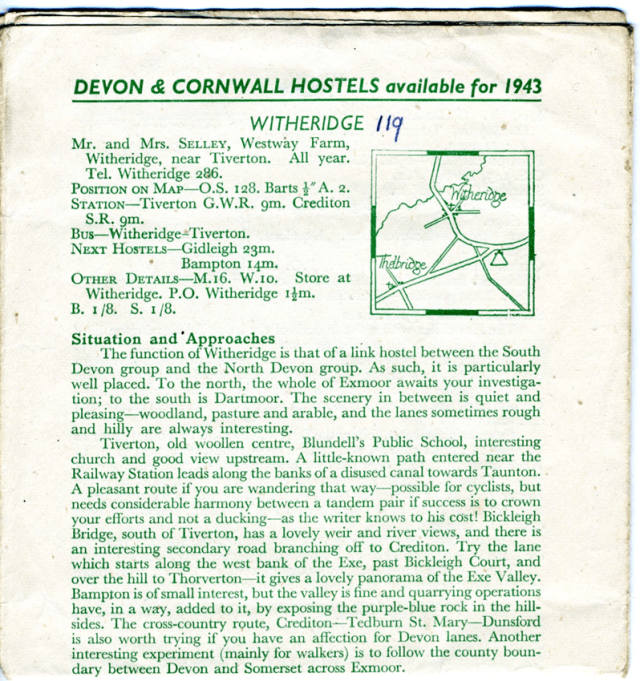 DEVON & CORNWALL HOSTELS available for 1943
WITHERIDGE 119
Mr. and Mrs. SELLEY, Westway Farm,
Witheridge, near Tiverton. All year.
Tel. Witheridge 286.
POSITION ON MAP—O.S. 128. Barts ½" A. 2.
STATION—Tiverton G.W.R. 9m. Crediton
S.R. 9m.
BUS—Witheridge-Tiverton.
NEXT HOSTELS—Gidleigh 23m.
Bampton 14m.
OTHER DETAILS—M.16. W.10. Store at
Witheridge. P.O. Witheridge 1½m.
B. 1/8. S. 1/8.
Witheridge
Thelbridge
Situation and Approaches
The function of Witheridge is that of a link hostel between the South
Devon group and the North Devon group. As such, it is particularly
well placed. To the north, the whole of Exmoor awaits your investiga-
tion; to the south is Dartmoor. The scenery in between is quiet and
pleasing—woodland, pasture and arable, and the lanes sometimes rough
and hilly are always interesting.
Tiverton, old woollen centre, Blundell's Public School, interesting
church and good view upstream. A little-known path entered near the
Railway Station leads along the banks of a disused canal towards Taunton.
A pleasant route if you are wandering that way—possible for cyclists, but
needs considerable harmony between a tandem pair if success is to crown
your efforts and not a ducking—as the writer knows to his cost! Bickleigh
Bridge, south of Tiverton, has a lovely weir and river views, and there is
an interesting secondary road branching off to Crediton. Try the lane
which starts along the west bank of the Exe, past Bickleigh Court, and
over the hill to Thorverton—it gives a lovely panorama of the Exe Valley.
Bampton is of small interest, but the valley is fine and quarrying operations
have, in a way, added to it, by exposing the purple-blue rock in the hill-
sides. The cross-country route, Crediton—Tedburn St. Mary—Dunsford
is also worth trying if you have an affection for Devon lanes. Another
interesting experiment (mainly for walkers) is to follow the county boun-
dary between Devon and Somerset across Exmoor.